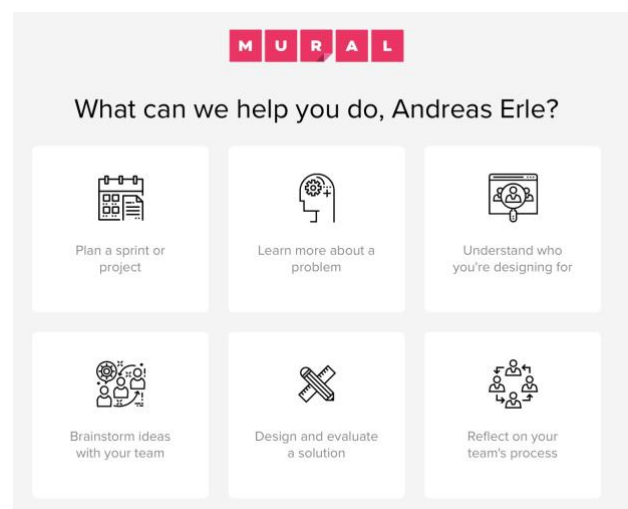 MURAL
What can we help you do, Andreas Erle?
Plan a sprint or
project
Learn more about a
problem
Understand who
you're designing for
Brainstorm ideas
with your team
Design and evaluate
a solution
Reflect on your
team's process